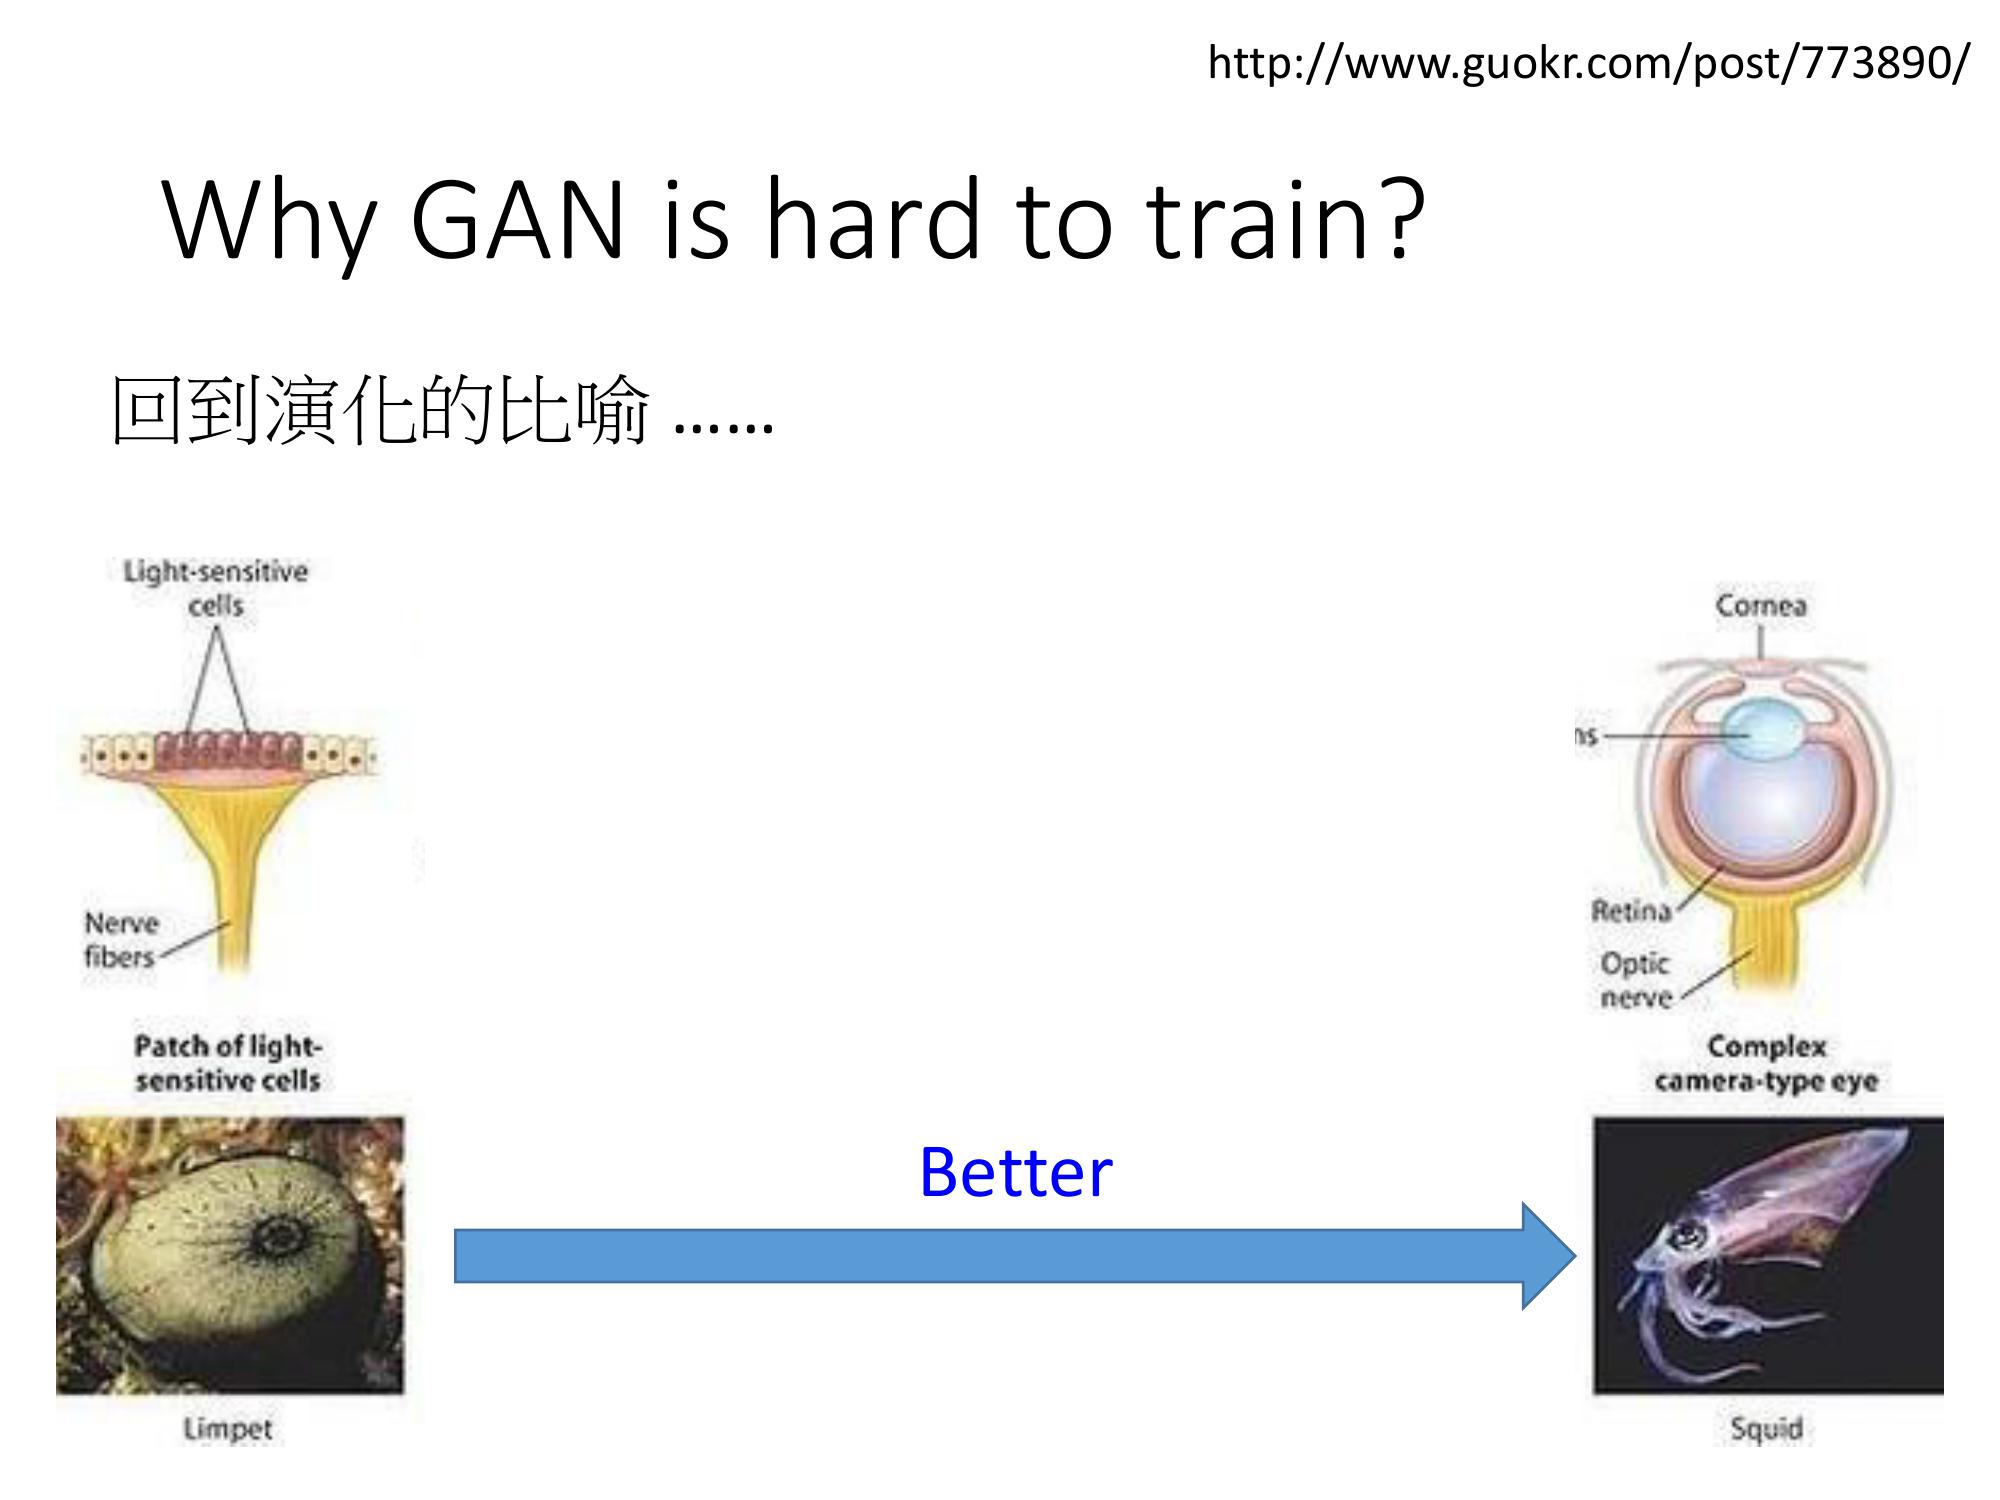 http://www.guokr.com/post/773890/
Why GAN is hard to train?
回到演化的比喻 ……
Light-sensitive
cells
Nerve
fibers
Patch of light-
sensitive cells
Limpet
Better
Cornea
ns
Retina
Optic
nerve
Complex
camera-type eye
Squid